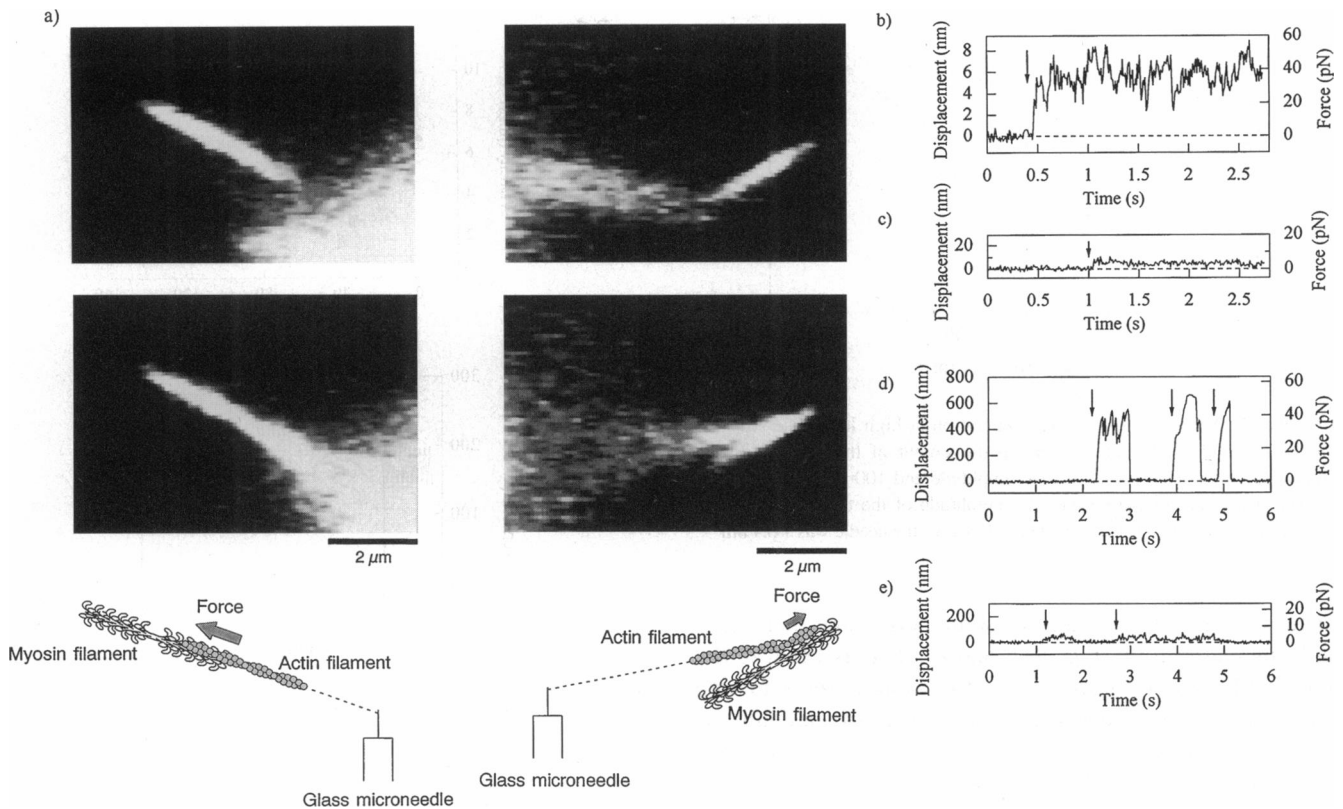 a)
2 µm
2 µm
Force
Myosin filament
Actin filament
Glass microneedle
Force
Actin filament
Myosin filament
Glass microneedle
b)
Displacement (nm)
8
6
4
2
0
60
40
20
0
Force (pN)
0 0.5 1 1.5 2 2.5
Time (s)
c)
Displacement (nm)
20
0
20
0
Force (pN)
0 0.5 1 1.5 2 2.5
Time (s)
d)
Displacement (nm)
800
600
400
200
0
60
40
20
0
Force (pN)
0 1 2 3 4 5 6
Time (s)
e)
Displacement (nm)
200
0
20
10
0
Force (pN)
0 1 2 3 4 5 6
Time (s)